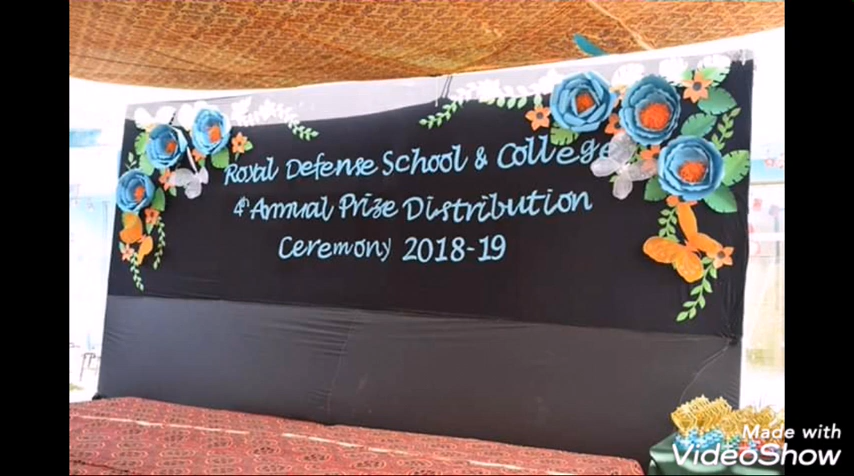 Royal Defense School & College
4th Annual Prize Distribution
Ceremony 2018-19
Made with
VideoShow